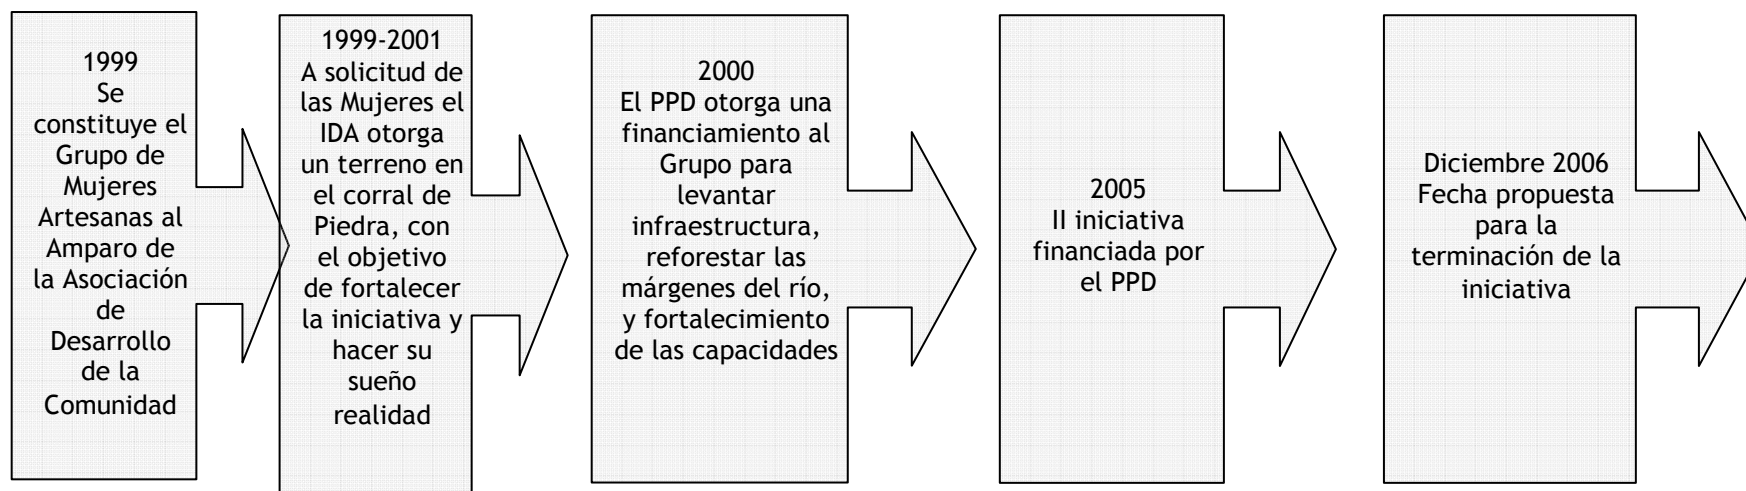 1999
Se
constituye el
Grupo de
Mujeres
Artesanas al
Amparo de
la Asociación
de
Desarrollo
de la
Comunidad
1999-2001
A solicitud de
las Mujeres el
IDA otorga
un terreno en
el corral de
Piedra, con
el objetivo
de fortalecer
la iniciativa y
hacer su
sueño
realidad
2000
El PPD otorga una
financiamiento al
Grupo para
levantar
infraestructura,
reforestar las
márgenes del río,
y fortalecimiento
de las capacidades
2005
II iniciativa
financiada por
el PPD
Diciembre 2006
Fecha propuesta
para la
terminación de la
iniciativa